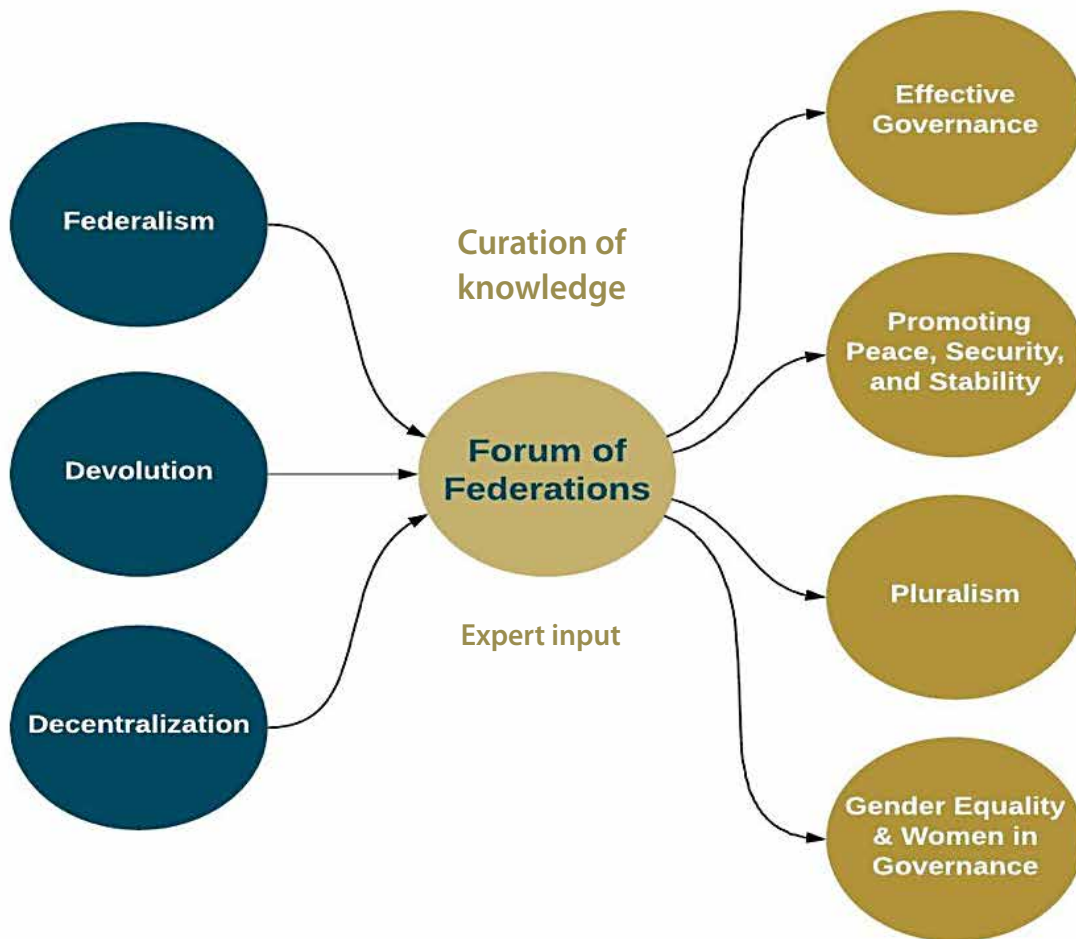 Federalism
Devolution
Decentralization
Curation of
knowledge
Forum of
Federations
Expert input
Effective
Governance
Promoting
Peace, Security,
and Stability
Pluralism
Gender Equality
& Women in
Governance